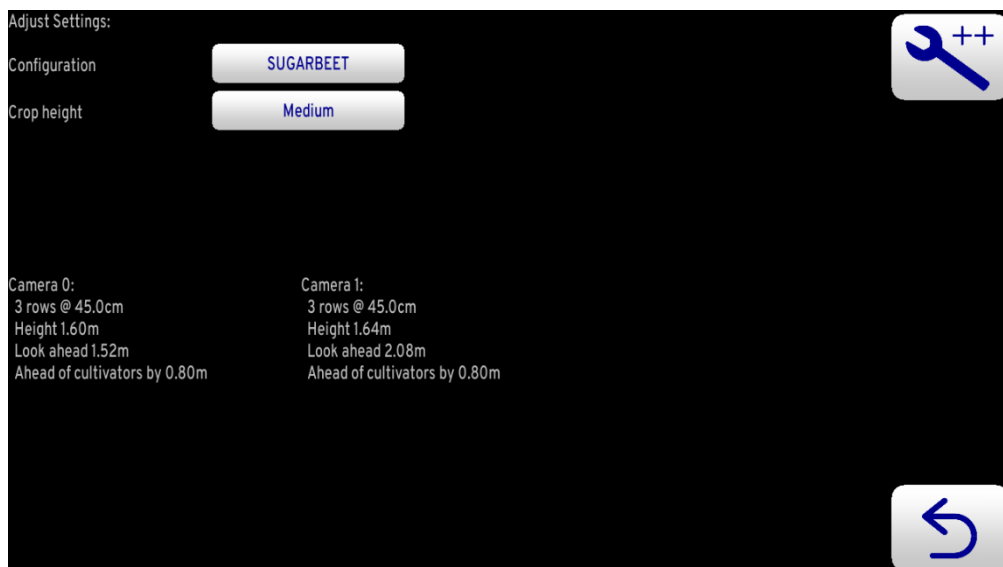 Adjust Settings:
++
Configuration SUGARBEET
Crop height Medium
Camera 0:
3 rows @ 45.0cm
Height 1.60m
Look ahead 1.52m
Ahead of cultivators by 0.80m
Camera 1:
3 rows @ 45.0cm
Height 1.64m
Look ahead 2.08m
Ahead of cultivators by 0.80m